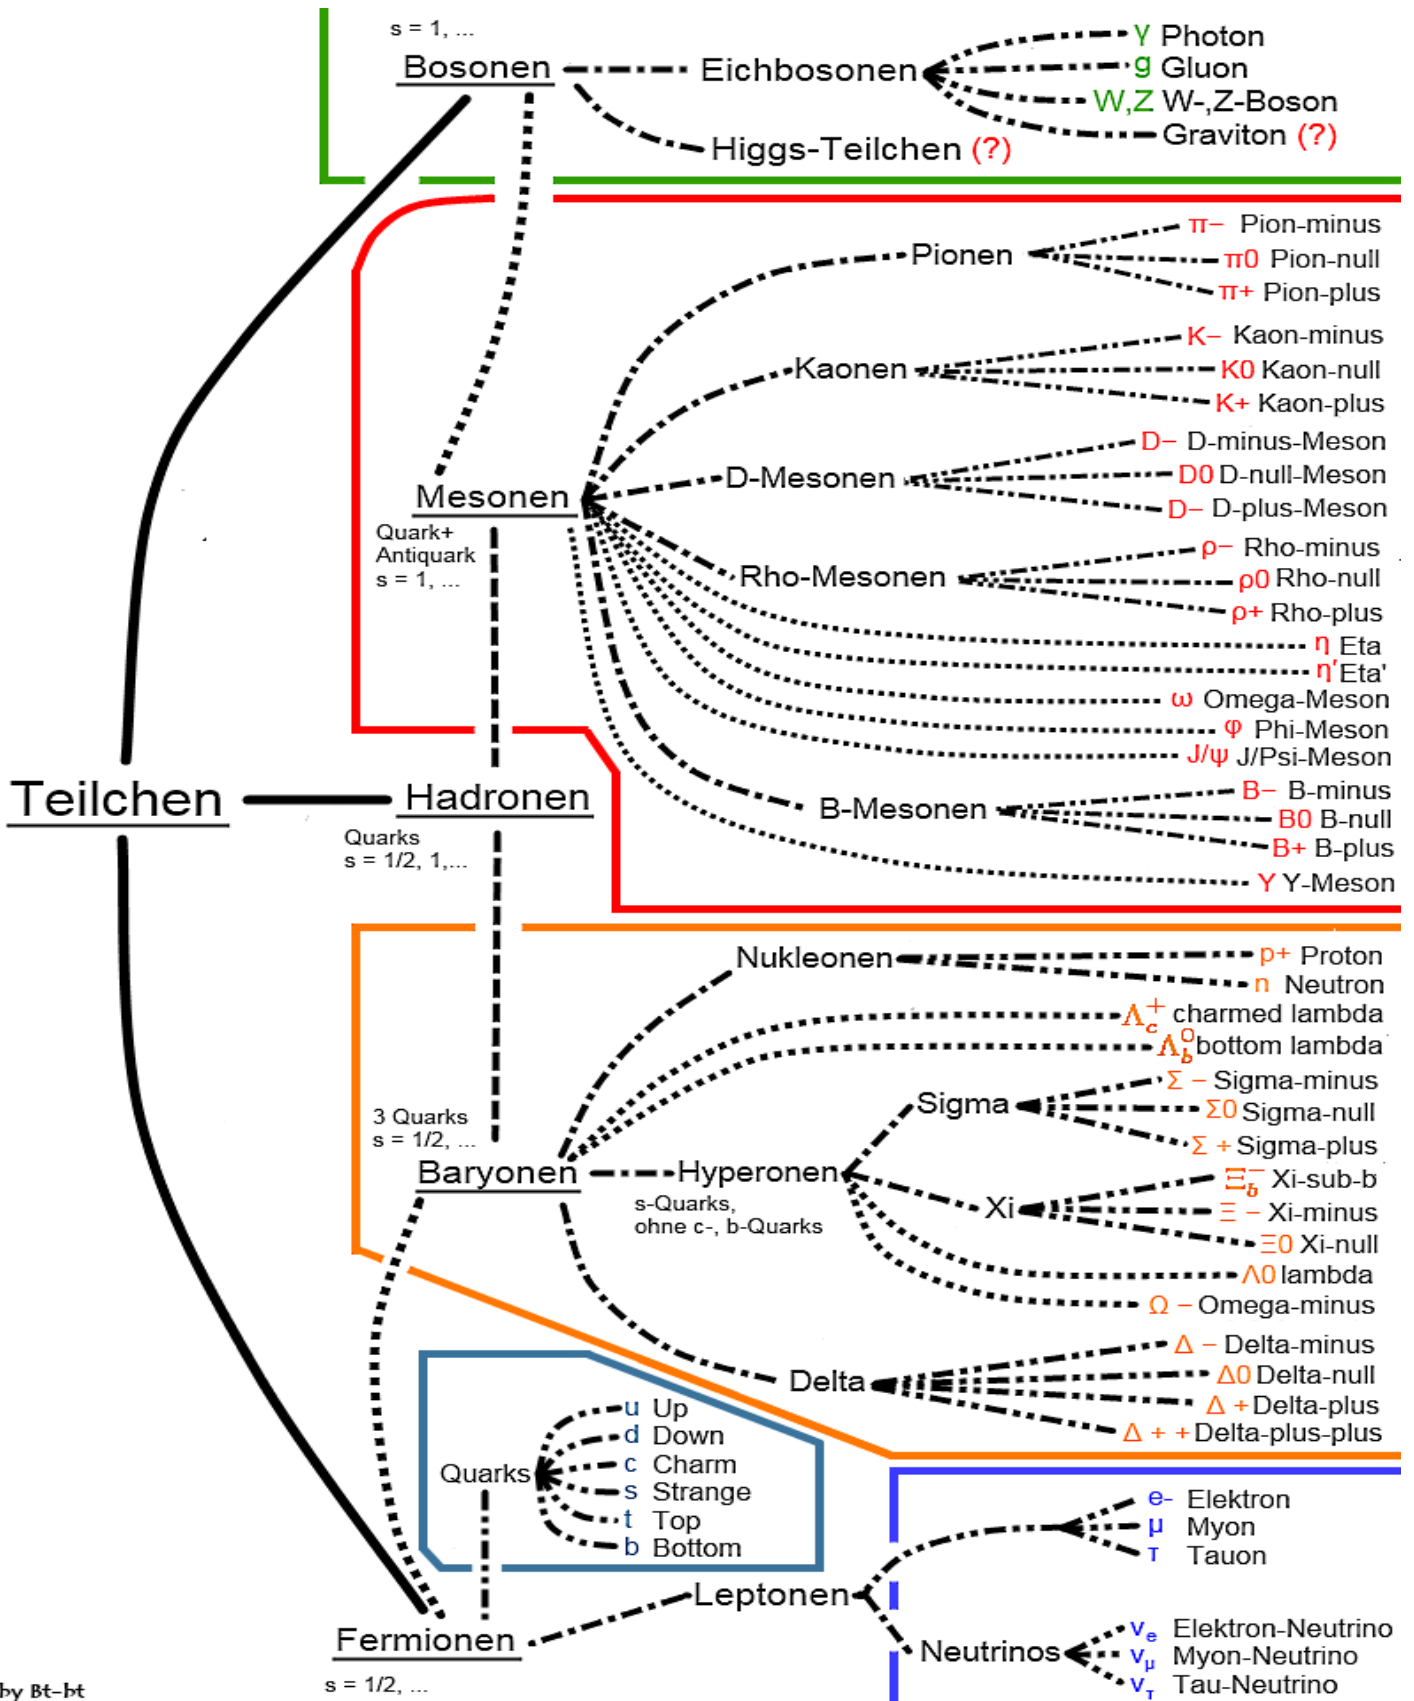 s = 1, ...
Bosonen
Eichbosonen
γ Photon
g Gluon
W,Z W-,Z-Boson
Graviton (?)
Higgs-Teilchen (?)
Pionen
π− Pion-minus
π0 Pion-null
π+ Pion-plus
Kaonen
K− Kaon-minus
K0 Kaon-null
K+ Kaon-plus
D-Mesonen
D− D-minus-Meson
D0 D-null-Meson
D− D-plus-Meson
Mesonen
Quark+
Antiquark
s = 1, ...
Rho-Mesonen
ρ− Rho-minus
ρ0 Rho-null
ρ+ Rho-plus
η Eta
η' Eta'
ω Omega-Meson
φ Phi-Meson
J/ψ J/Psi-Meson
B-Mesonen
B− B-minus
B0 B-null
B+ B-plus
Y Y-Meson
Teilchen
Hadronen
Quarks
s = 1/2, 1,...
Nukleonen
p+ Proton
n Neutron
Λc+ charmed lambda
Λb0 bottom lambda
3 Quarks
s = 1/2, ...
Baryonen
Hyperonen
s-Quarks,
ohne c-, b-Quarks
Sigma
Σ − Sigma-minus
Σ0 Sigma-null
Σ + Sigma-plus
Xi
Ξb− Xi-sub-b
Ξ − Xi-minus
Ξ0 Xi-null
Λ0 lambda
Ω − Omega-minus
Delta
Δ − Delta-minus
Δ0 Delta-null
Δ + Delta-plus
Δ + + Delta-plus-plus
Quarks
u Up
d Down
c Charm
s Strange
t Top
b Bottom
Leptonen
e- Elektron
μ Myon
τ Tauon
Neutrinos
νe Elektron-Neutrino
νμ Myon-Neutrino
ντ Tau-Neutrino
Fermionen
s = 1/2, ...
by Bt-bt